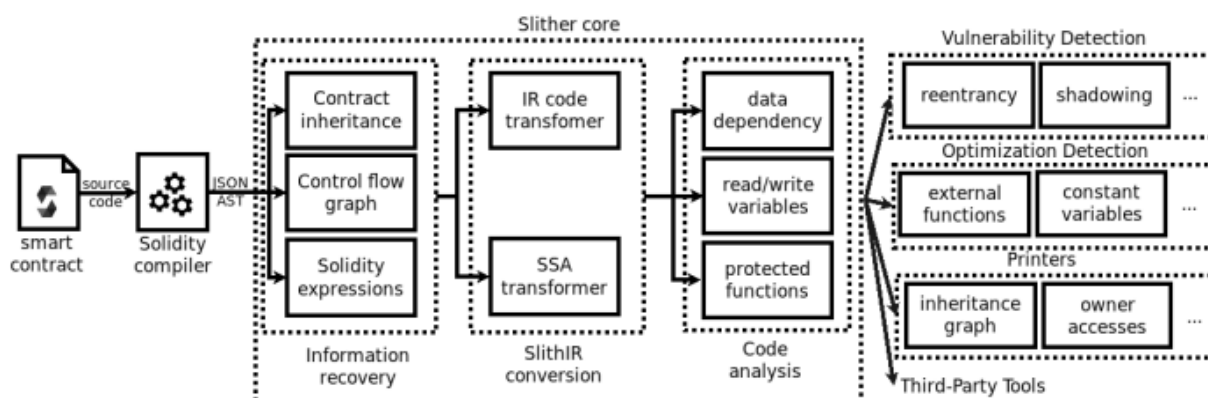 Slither core
smart
contract
source
code
Solidity
compiler
JSON
AST
Contract
inheritance
Control flow
graph
Solidity
expressions
Information
recovery
IR code
transfomer
SSA
transformer
SlithIR
conversion
data
dependency
read/write
variables
protected
functions
Code
analysis
Vulnerability Detection
reentrancy
shadowing
...
Optimization Detection
external
functions
constant
variables
...
Printers
inheritance
graph
owner
accesses
...
Third-Party Tools